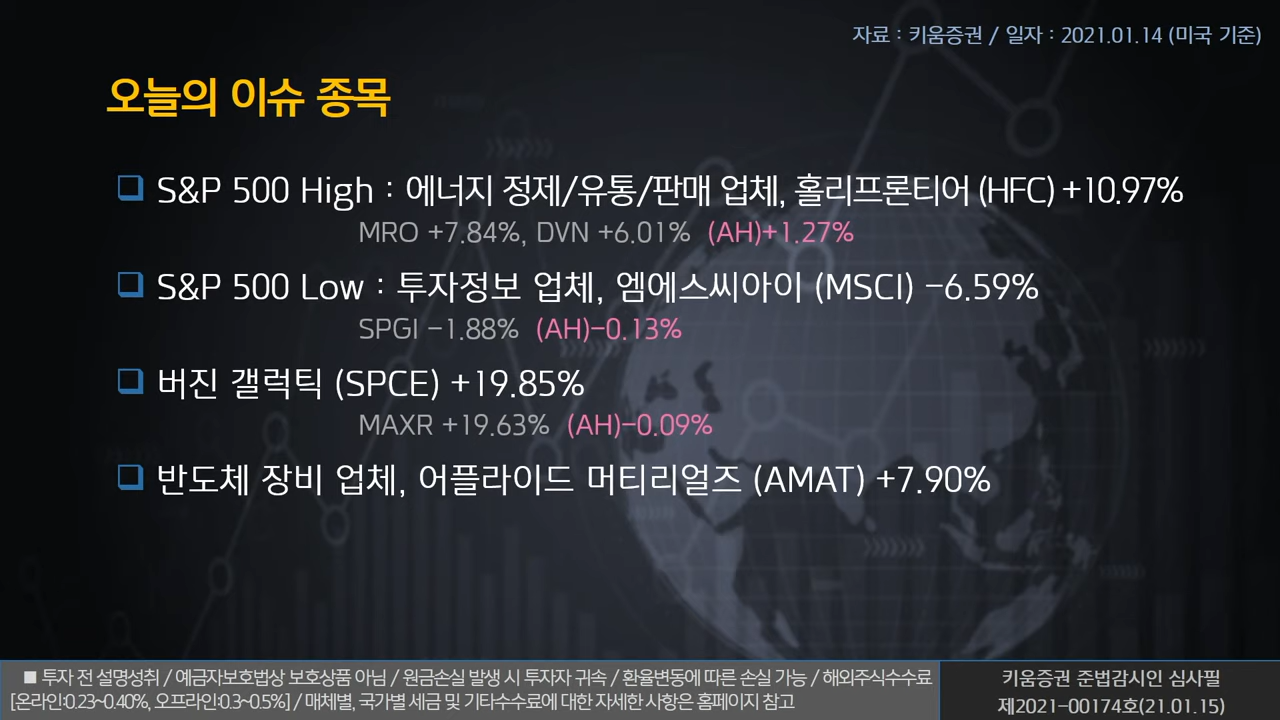 자료 : 키움증권 / 일자 : 2021.01.14 (미국 기준)
오늘의 이슈 종목
❑ S&P 500 High : 에너지 정제/유통/판매 업체, 홀리프론티어 (HFC) +10.97%
MRO +7.84%, DVN +6.01% (AH)+1.27%
❑ S&P 500 Low : 투자정보 업체, 엠에스씨아이 (MSCI) −6.59%
SPGI −1.88% (AH)−0.13%
❑ 버진 갤럭틱 (SPCE) +19.85%
MAXR +19.63% (AH)−0.09%
❑ 반도체 장비 업체, 어플라이드 머티리얼즈 (AMAT) +7.90%
■ 투자 전 설명성취 / 예금자보호법상 보호상품 아님 / 원금손실 발생 시 투자자 귀속 / 환율변동에 따른 손실 가능 / 해외주식수수료
[온라인:0.23~0.40%, 오프라인:0.3~0.5%] / 매체별, 국가별 세금 및 기타수수료에 대한 자세한 사항은 홈페이지 참고
키움증권 준법감시인 심사필
제2021-00174호(21.01.15)